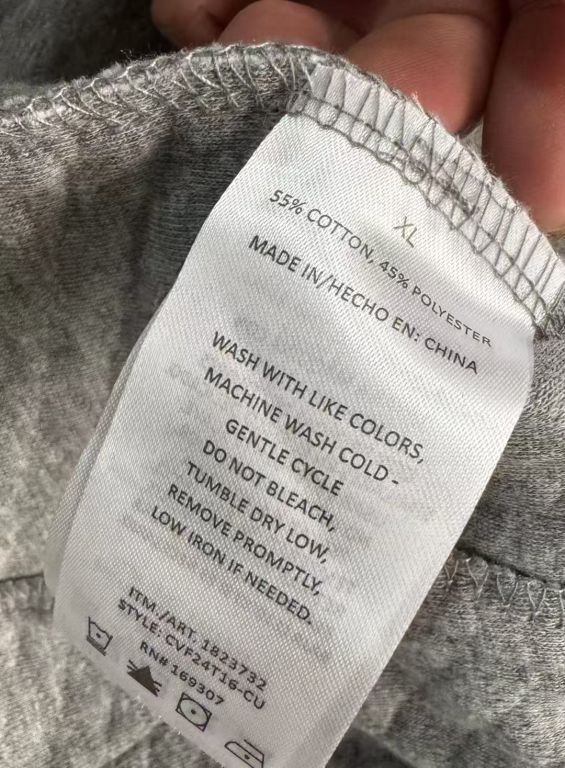 XL
55% COTTON, 45% POLYESTER
MADE IN/HECHO EN: CHINA
WASH WITH LIKE COLORS,
MACHINE WASH COLD -
GENTLE CYCLE
DO NOT BLEACH,
TUMBLE DRY LOW,
REMOVE PROMPTLY,
LOW IRON IF NEEDED.
ITM./ART. 1823732
STYLE: CVF24T16-CU
RN# 169307